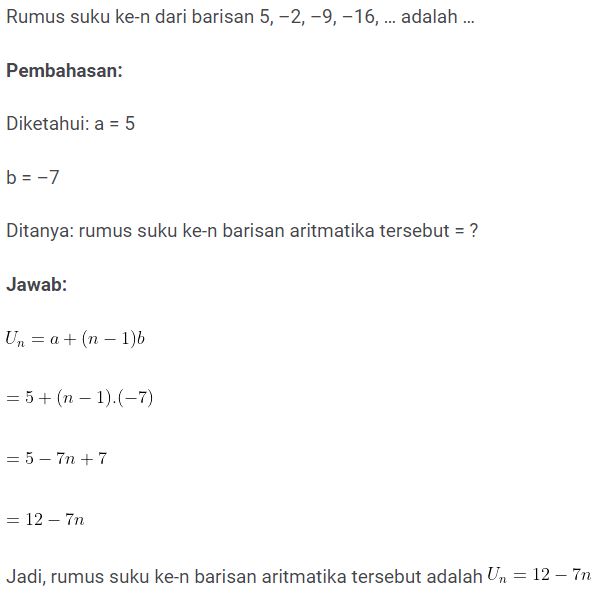 Rumus suku ke-n dari barisan 5, −2, −9, −16, ... adalah ...
Pembahasan:
Diketahui: a = 5
b = −7
Ditanya: rumus suku ke-n barisan aritmatika tersebut = ?
Jawab:
Uₙ = a + (n − 1)b
= 5 + (n − 1).(−7)
= 5 − 7n + 7
= 12 − 7n
Jadi, rumus suku ke-n barisan aritmatika tersebut adalah Uₙ = 12 − 7n